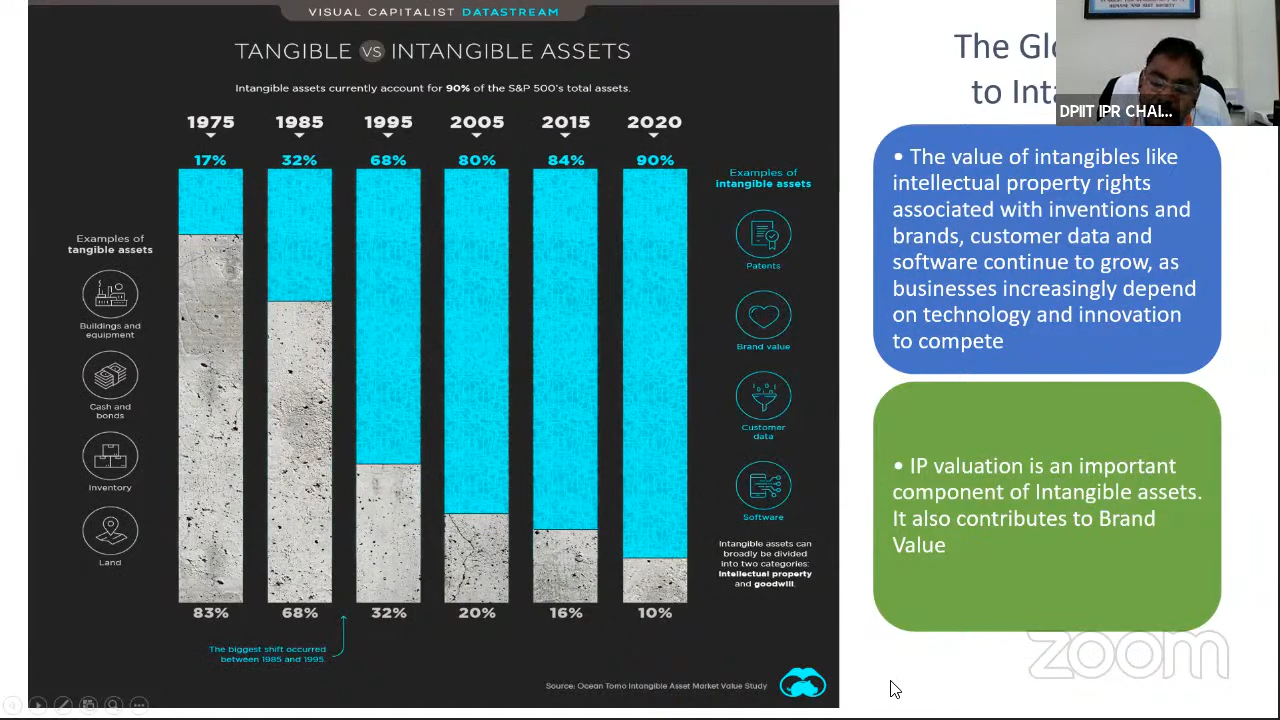 VISUAL CAPITALIST DATASTREAM
TANGIBLE VS INTANGIBLE ASSETS
Intangible assets currently account for 90% of the S&P 500's total assets.
1975 1985 1995 2005 2015 2020
17% 32% 68% 80% 84% 90%
Examples of
tangible assets
Buildings and
equipment
Cash and
bonds
Inventory
Land
Examples of
intangible assets
Patents
Brand value
Customer
data
Software
Intangible assets can
broadly be divided
into two categories:
intellectual property
and goodwill.
83% 68% 32% 20% 16% 10%
The biggest shift occurred
between 1985 and 1995.
Source: Ocean Tomo Intangible Asset Market Value Study
The
to
DPIIT IPR CHAI...
• The value of intangibles like
intellectual property rights
associated with inventions and
brands, customer data and
software continue to grow, as
businesses increasingly depend
on technology and innovation
to compete
• IP valuation is an important
component of Intangible assets.
It also contributes to Brand
Value
zoom